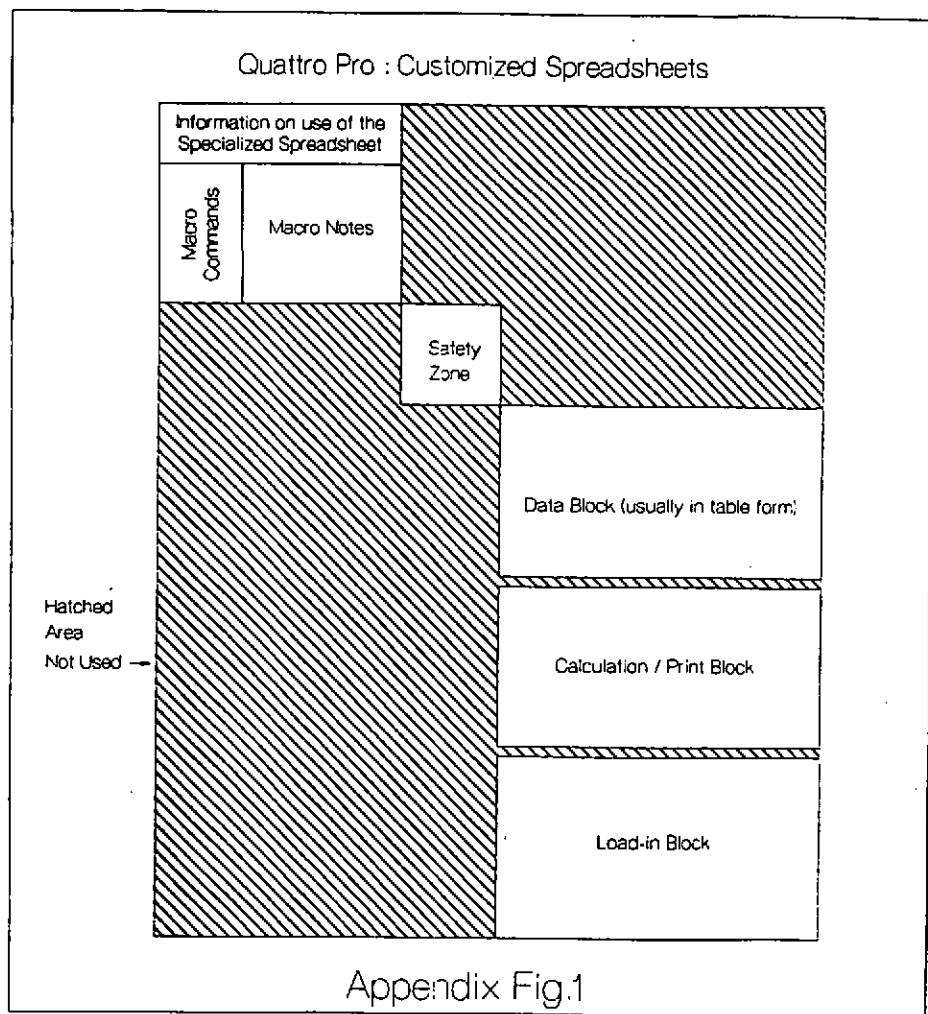 Quattro Pro : Customized Spreadsheets
Information on use of the
Specialized Spreadsheet
Macro
Commands
Macro Notes
Safety
Zone
Data Block (usually in table form)
Hatched
Area
Not Used
Calculation / Print Block
Load-in Block
Appendix Fig.1